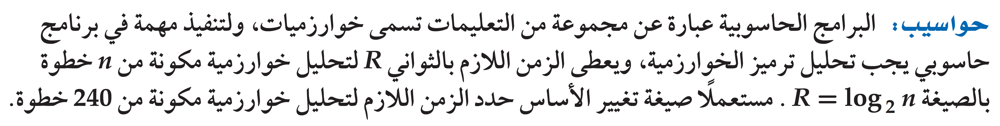 حواسيب: البرامج الحاسوبية عبارة عن مجموعة من التعليمات تسمى خوارزميات، ولتنفيذ مهمة في برنامج
حاسوبي يجب تحليل ترميز الخوارزمية، ويعطى الزمن اللازم بالثواني R لتحليل خوارزمية مكونة من n خطوة
بالصيغة R = log₂ n . مستعملًا صيغة تغيير الأساس حدد الزمن اللازم لتحليل خوارزمية مكونة من 240 خطوة.